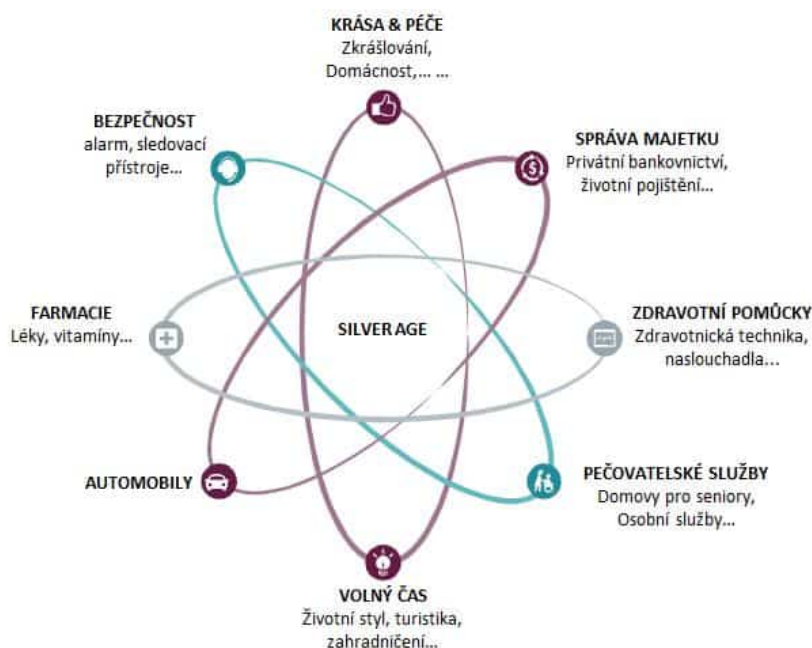 KRÁSA & PÉČE
Zkrášlování,
Domácnost,... ...
BEZPEČNOST
alarm, sledovací
přístroje...
SPRÁVA MAJETKU
Privátní bankovnictví,
životní pojištění...
FARMACIE
Léky, vitamíny...
SILVER AGE
ZDRAVOTNÍ POMŮCKY
Zdravotnická technika,
naslouchadla...
AUTOMOBILY
PEČOVATELSKÉ SLUŽBY
Domovy pro seniory,
Osobní služby...
VOLNÝ ČAS
Životní styl, turistika,
zahradničení...